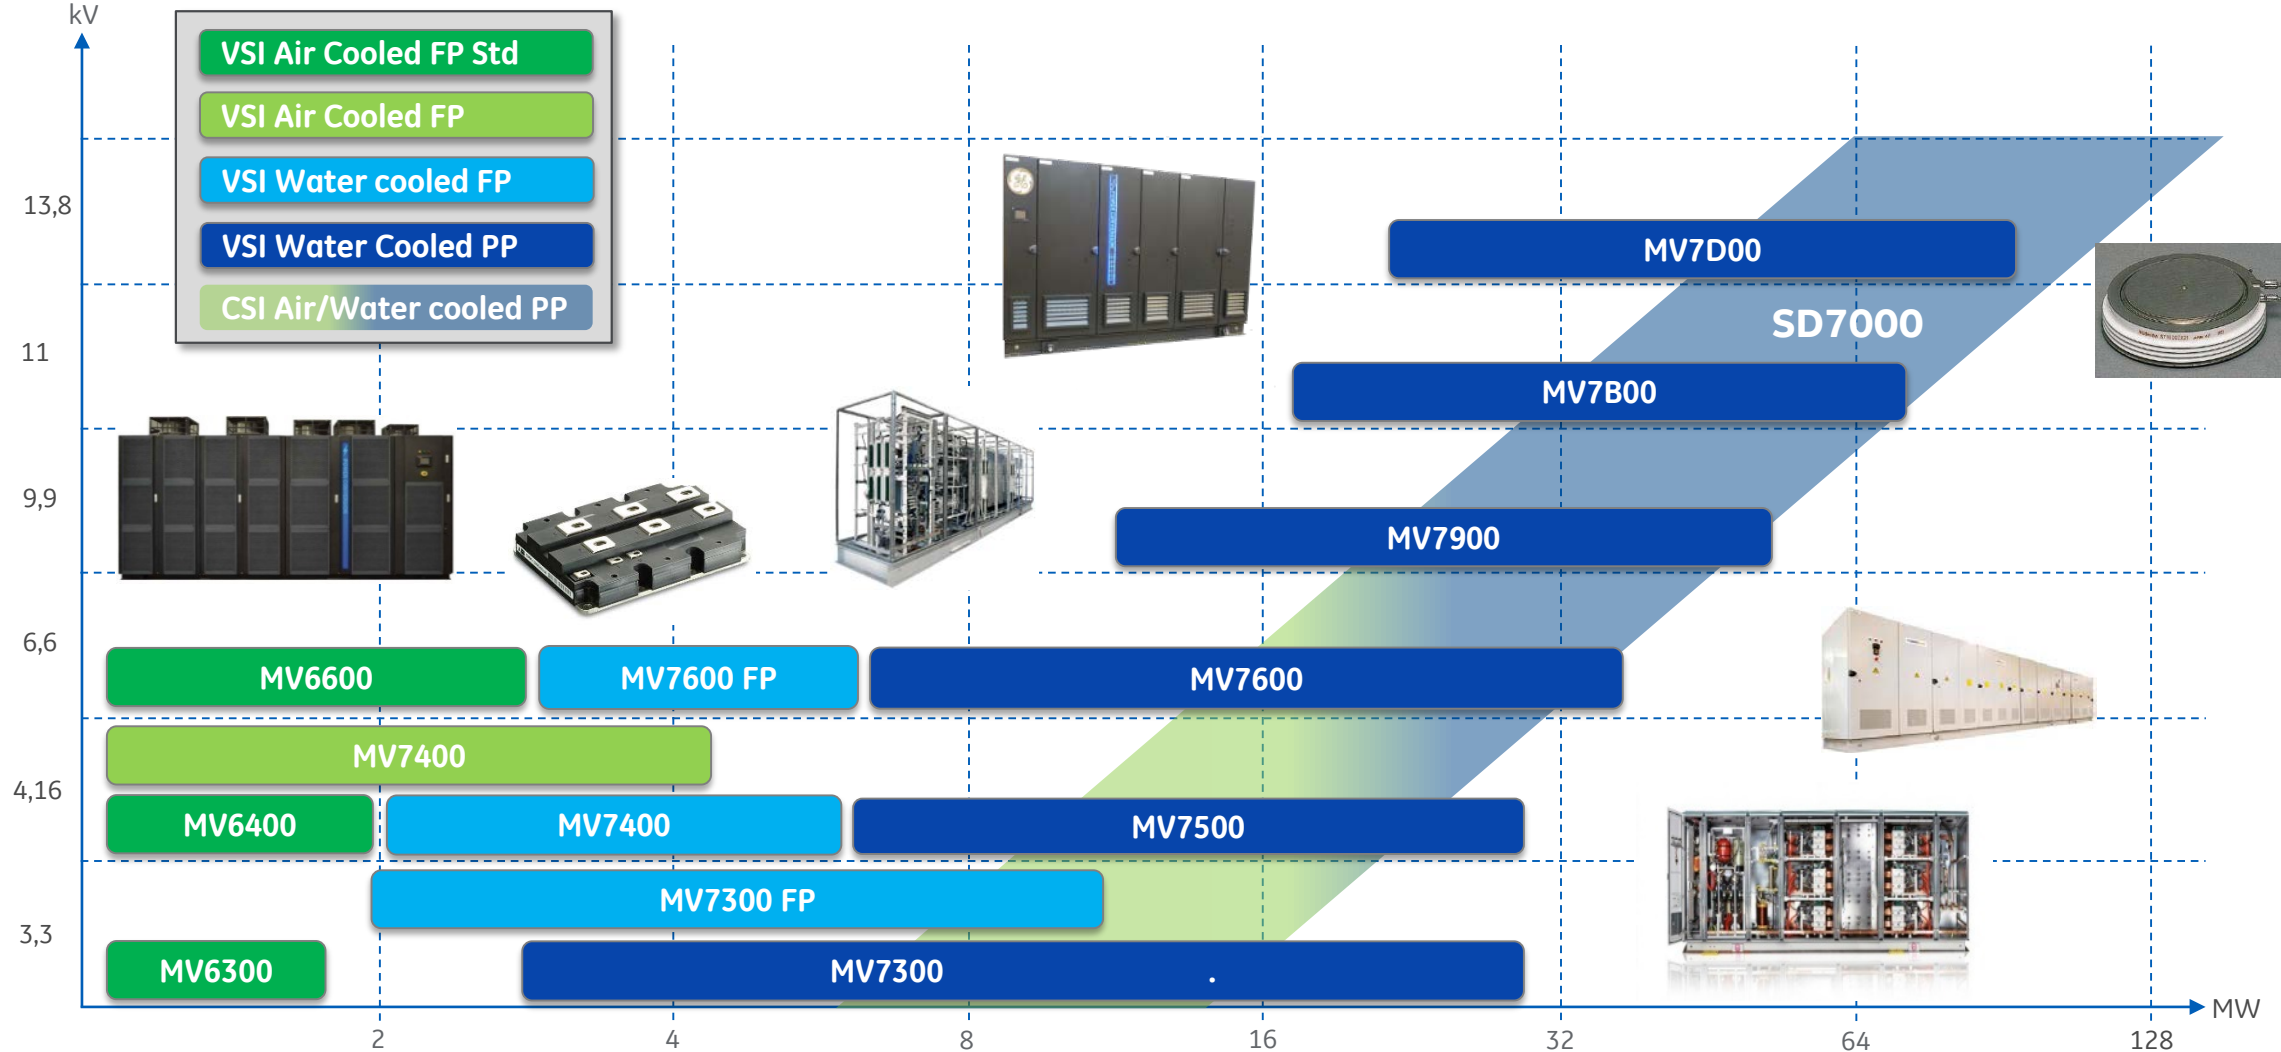 kV
VSI Air Cooled FP Std
VSI Air Cooled FP
VSI Water cooled FP
VSI Water Cooled PP
CSI Air/Water cooled PP
13,8
MV7D00
SD7000
11
MV7B00
9,9
MV7900
6,6
MV6600
MV7600 FP
MV7600
MV7400
4,16
MV6400
MV7400
MV7500
MV7300 FP
3,3
MV6300
MV7300 .
MW
2
4
8
16
32
64
128